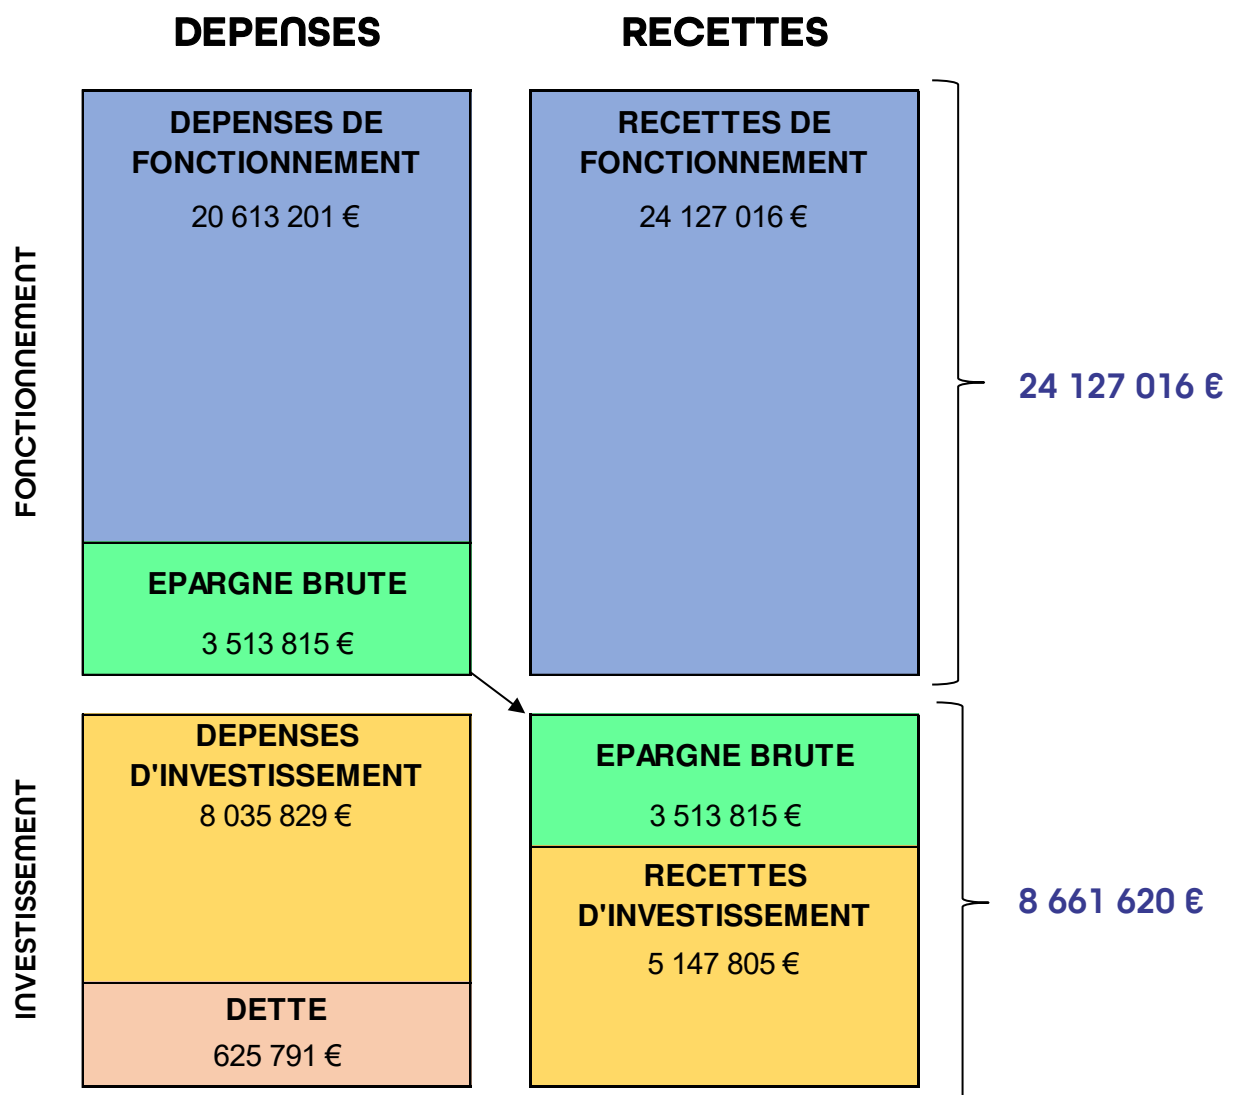 DEPENSES
RECETTES
FONCTIONNEMENT
DEPENSES DE
FONCTIONNEMENT
20 613 201 €
EPARGNE BRUTE
3 513 815 €
RECETTES DE
FONCTIONNEMENT
24 127 016 €
24 127 016 €
INVESTISSEMENT
DEPENSES
D'INVESTISSEMENT
8 035 829 €
DETTE
625 791 €
EPARGNE BRUTE
3 513 815 €
RECETTES
D'INVESTISSEMENT
5 147 805 €
8 661 620 €